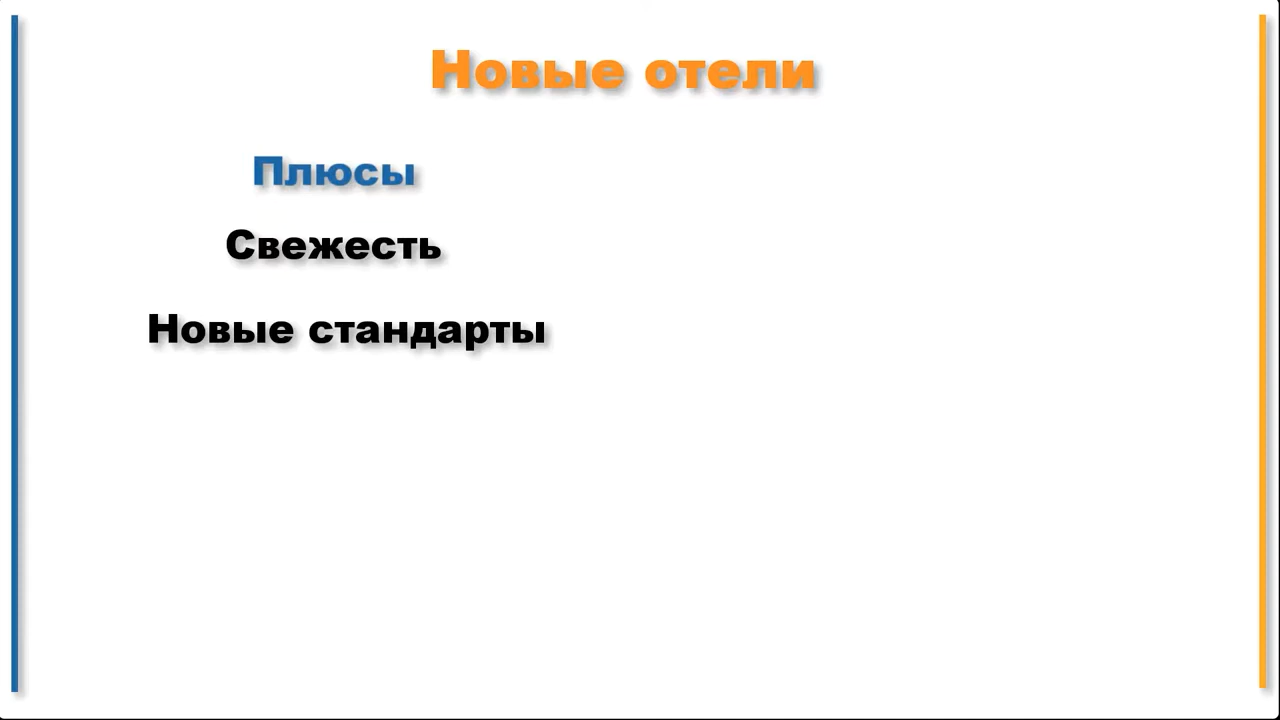 Новые отели
Плюсы
Свежесть
Новые стандарты